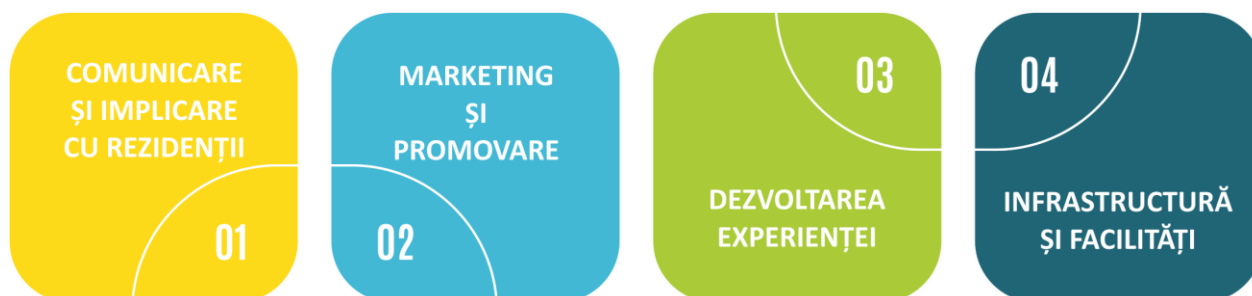 COMUNICARE
ȘI IMPLICARE
CU REZIDENȚII
01
MARKETING
ȘI
PROMOVARE
02
03
DEZVOLTAREA
EXPERIENȚEI
04
INFRASTRUCTURĂ
ȘI FACILITĂȚI